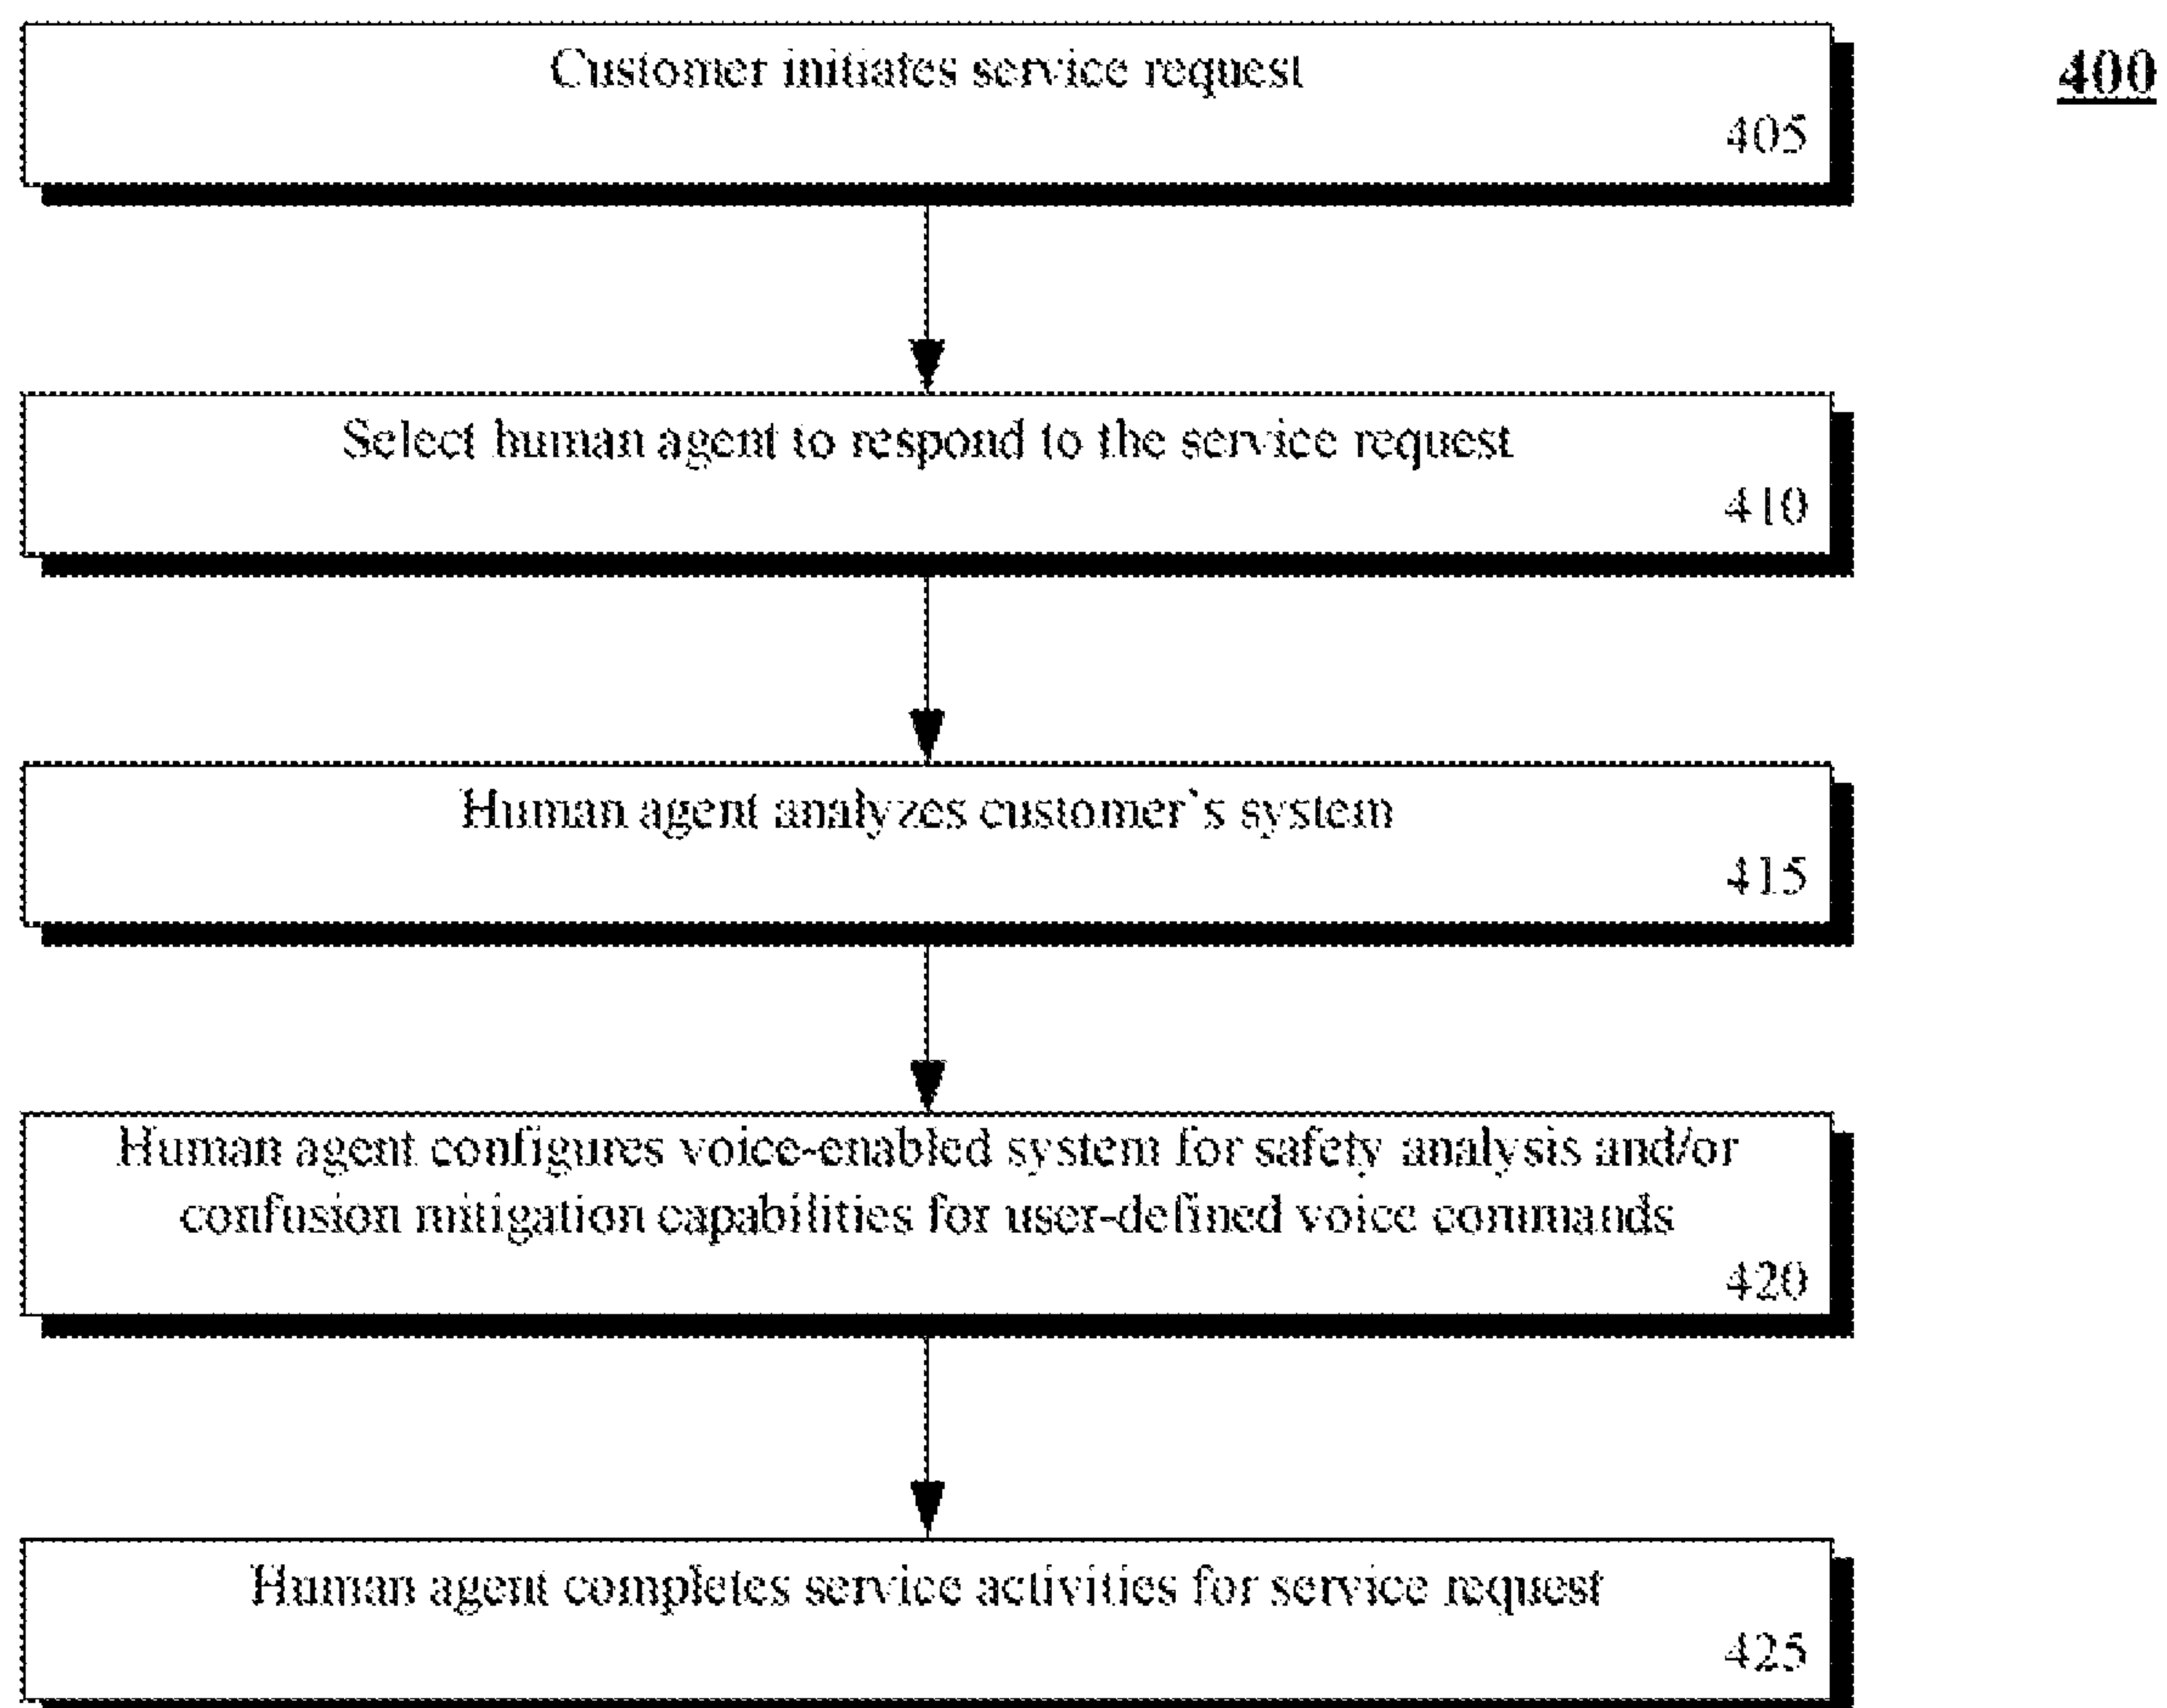 Customer initiates service request
400
405
Select human agent to respond to the service request
410
Human agent analyzes customer's system
415
Human agent configures voice-enabled system for safety analysis and/or
confusion mitigation capabilities for user-defined voice commands
420
Human agent completes service activities for service request
425